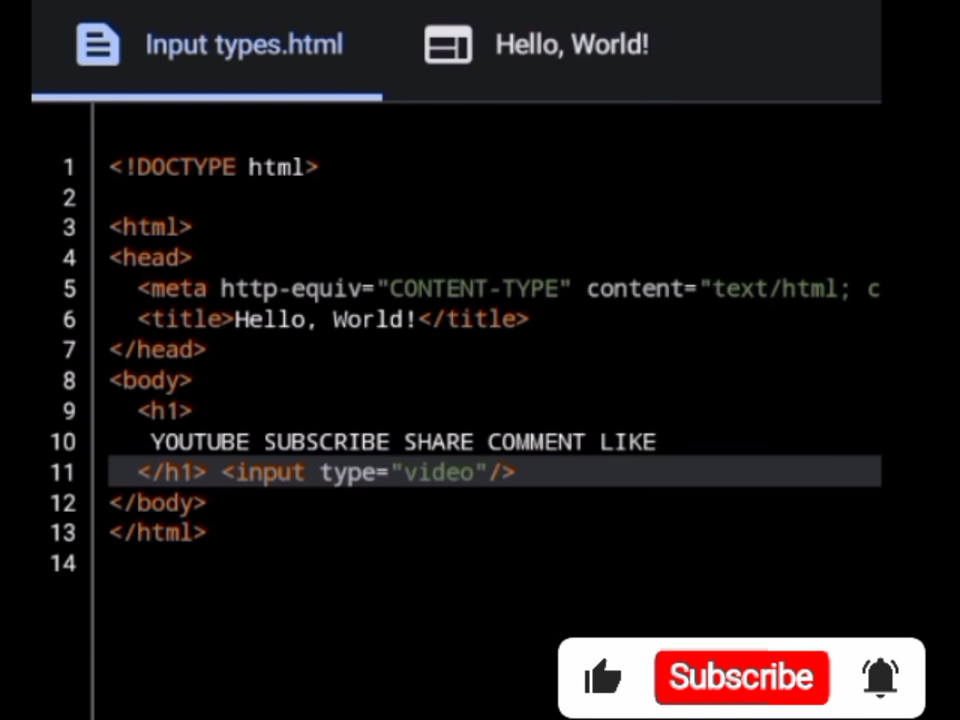 Input types.html Hello, World!
1 <!DOCTYPE html>
2
3 <html>
4 <head>
5 <meta http-equiv="CONTENT-TYPE" content="text/html; c
6 <title>Hello, World!</title>
7 </head>
8 <body>
9 <h1>
10 YOUTUBE SUBSCRIBE SHARE COMMENT LIKE
11 </h1> <input type="video"/>
12 </body>
13 </html>
14
Subscribe